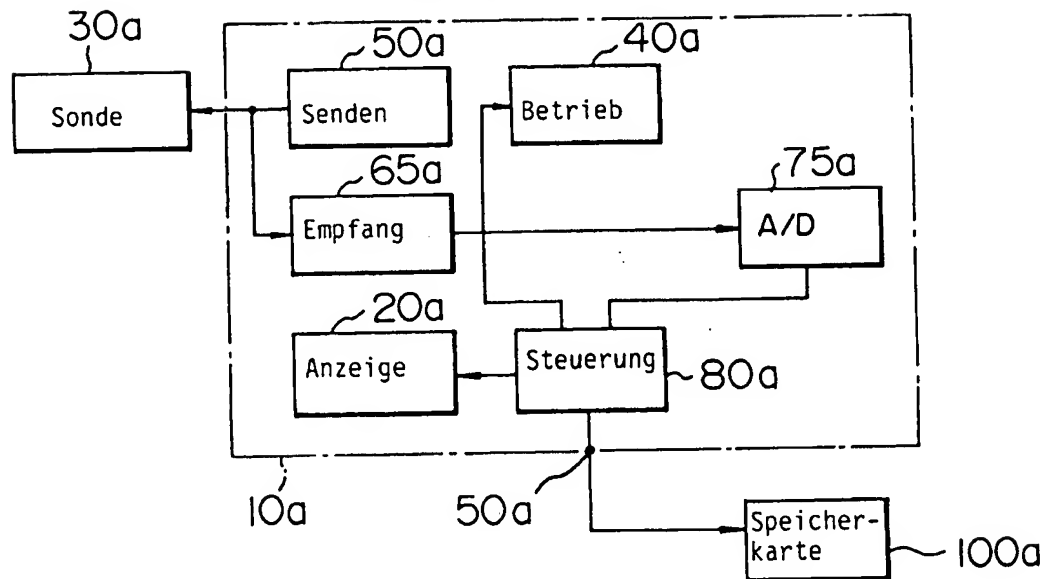 30a
50a
40a
Sonde
Senden
Betrieb
65a
75a
Empfang
A/D
20a
Anzeige
Steuerung
80a
10a
50a
Speicher-
karte
100a